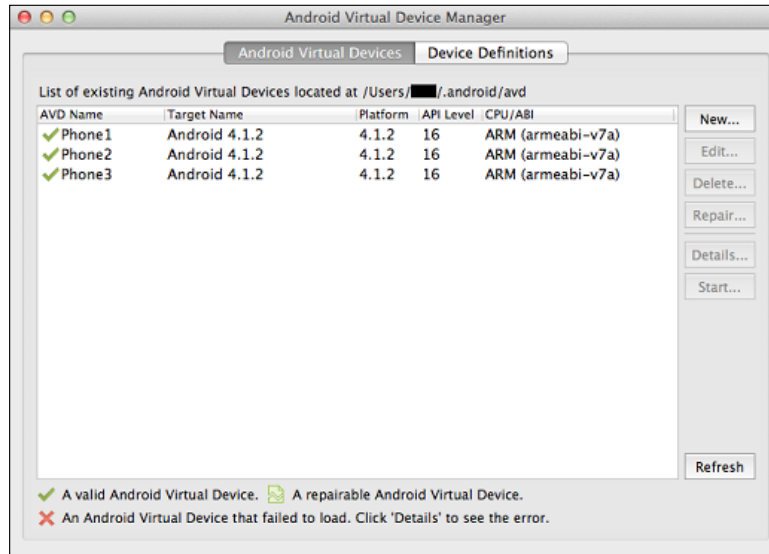 Android Virtual Device Manager
Android Virtual Devices Device Definitions
List of existing Android Virtual Devices located at /Users/ /.android/avd
AVD Name Target Name Platform API Level CPU/ABI
Phone1 Android 4.1.2 4.1.2 16 ARM (armeabi-v7a)
Phone2 Android 4.1.2 4.1.2 16 ARM (armeabi-v7a)
Phone3 Android 4.1.2 4.1.2 16 ARM (armeabi-v7a)
New...
Edit...
Delete...
Repair...
Details...
Start...
Refresh
A valid Android Virtual Device. A repairable Android Virtual Device.
An Android Virtual Device that failed to load. Click 'Details' to see the error.